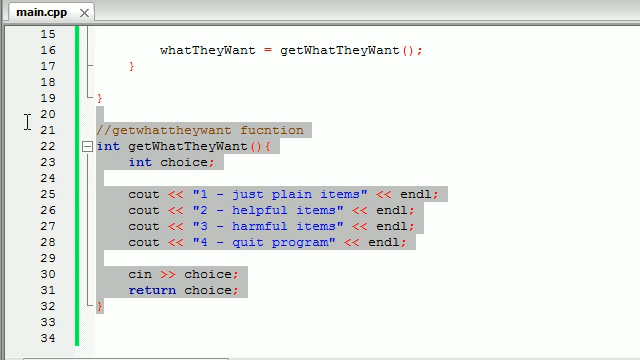 main.cpp
15
16 whatTheyWant = getWhatTheyWant();
17 }
18
19 }
20
21 //getwhattheywant fucntion
22 int getWhatTheyWant(){
23 int choice;
24
25 cout << "1 - just plain items" << endl;
26 cout << "2 - helpful items" << endl;
27 cout << "3 - harmful items" << endl;
28 cout << "4 - quit program" << endl;
29
30 cin >> choice;
31 return choice;
32 }
33
34